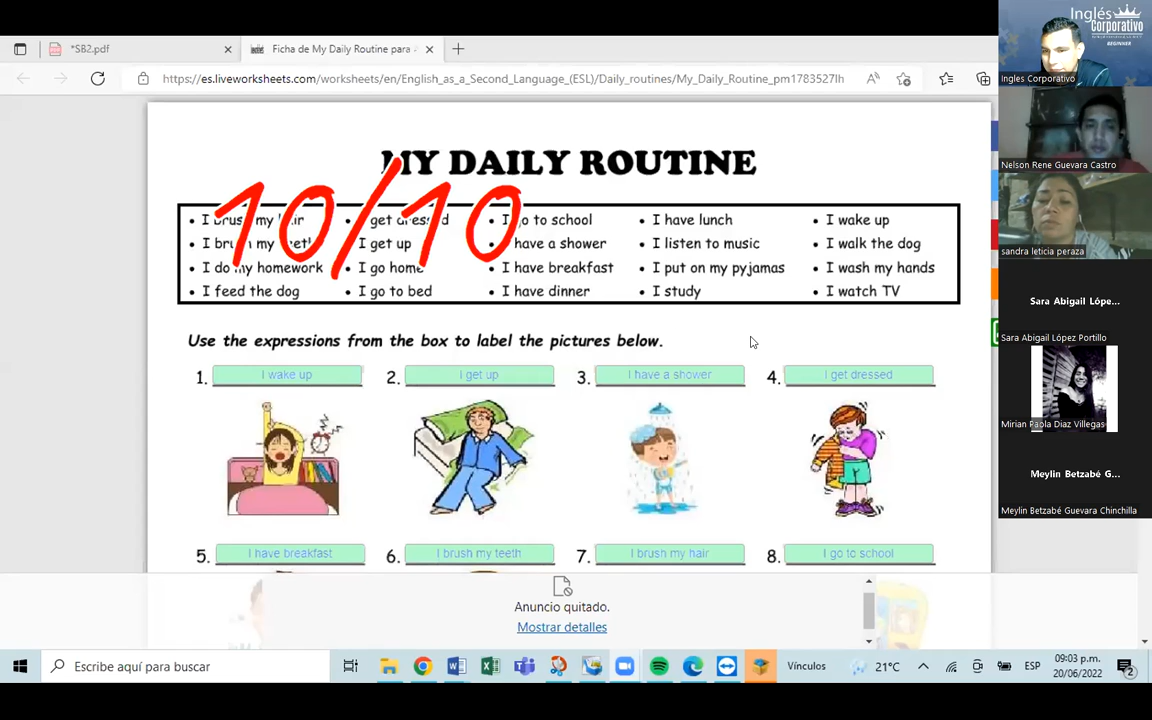 *SB2.pdf
Ficha de My Daily Routine para
https://es.liveworksheets.com/worksheets/en/English_as_a_Second_Language_(ESL)/Daily_routines/My_Daily_Routine_pm1783527lh
MY DAILY ROUTINE
10/10
• I brush my hair • I get dressed • I go to school • I have lunch • I wake up
• I brush my teeth • I get up • I have a shower • I listen to music • I walk the dog
• I do my homework • I go home • I have breakfast • I put on my pyjamas • I wash my hands
• I feed the dog • I go to bed • I have dinner • I study • I watch TV
Use the expressions from the box to label the pictures below.
1. I wake up 2. I get up 3. I have a shower 4. I get dressed
5. I have breakfast 6. I brush my teeth 7. I brush my hair 8. I go to school
Anuncio quitado.
Mostrar detalles
Inglés
Corporativo
BEGINNER
Ingles Corporativo
Nelson Rene Guevara Castro
sandra leticia peraza
Sara Abigail Lópe...
Sara Abigail López Portillo
Mirian Paola Diaz Villegas
Meylin Betzabé G...
Meylin Betzabé Guevara Chinchilla
Escribe aquí para buscar
Vínculos
21°C
ESP
09:03 p.m.
20/06/2022
2